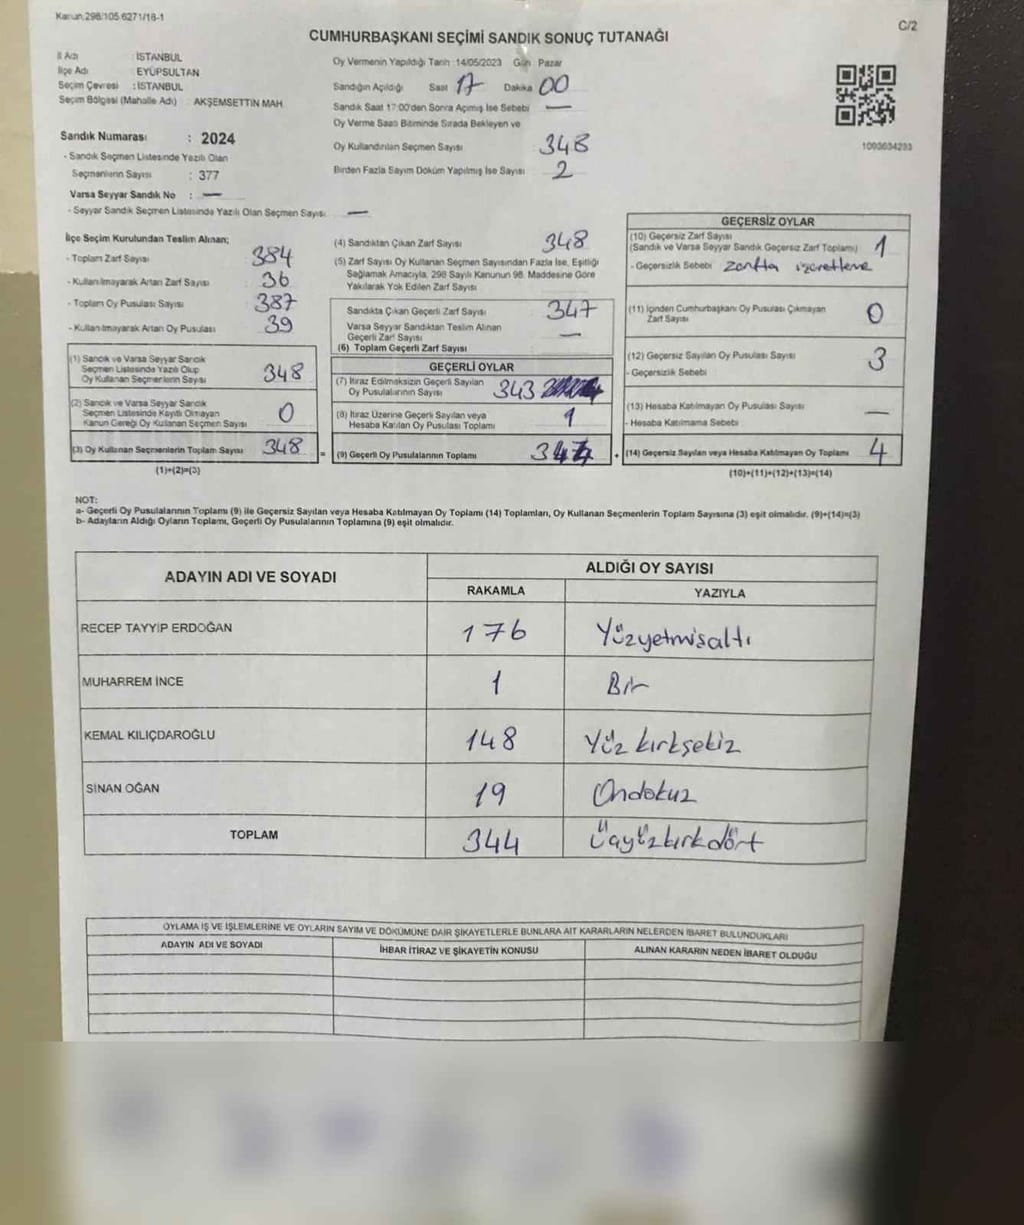 Kanun:298/105 6271/18-1
C/2
CUMHURBAŞKANI SEÇİMİ SANDIK SONUÇ TUTANAĞI
İl Adı : İSTANBUL
İlçe Adı : EYÜPSULTAN
Seçim Çevresi : İSTANBUL
Seçim Bölgesi (Mahalle Adı) AKŞEMSETTİN MAH
Sandık Numarası : 2024
- Sandık Seçmen Listesinde Yazılı Olan
Seçmenlerin Sayısı : 377
Varsa Seyyar Sandık No : —
- Seyyar Sandık Seçmen Listesinde Yazılı Olan Seçmen Sayısı —
Oy Vermenin Yapıldığı Tarih 14/05/2023 Gün Pazar
Sandığın Açıldığı Saat 17 Dakika 00
Sandık Saat 17:00'den Sonra Açılmış İse Sebebi —
Oy Verme Saati Bitiminde Sırada Bekleyen ve
Oy Kullandırılan Seçmen Sayısı 348
Birden Fazla Sayım Döküm Yapılmış İse Sayısı 2
1093634293
İlçe Seçim Kurulundan Teslim Alınan;
- Toplam Zarf Sayısı 384
- Kullanılmayarak Artan Zarf Sayısı 36
- Toplam Oy Pusulası Sayısı 387
- Kullanılmayarak Artan Oy Pusulası 39
(1) Sandık ve Varsa Seyyar Sandık
Seçmen Listesinde Yazılı Olup
Oy Kullanan Seçmenlerin Sayısı 348
(2) Sandık ve Varsa Seyyar Sandık
Seçmen Listesinde Kayıtlı Olmayan
Kanun Gereği Oy Kullanan Seçmen Sayısı 0
(3) Oy Kullanan Seçmenlerin Toplam Sayısı 348 =
(1)+(2)=(3)
(4) Sandıktan Çıkan Zarf Sayısı 348
(5) Zarf Sayısı Oy Kullanan Seçmen Sayısından Fazla İse, Eşitliği
Sağlamak Amacıyla, 298 Sayılı Kanunun 98. Maddesine Göre
Yakılarak Yok Edilen Zarf Sayısı
Sandıkta Çıkan Geçerli Zarf Sayısı 347
Varsa Seyyar Sandıktan Teslim Alınan
Geçerli Zarf Sayısı —
(6) Toplam Geçerli Zarf Sayısı
GEÇERLİ OYLAR
(7) İtiraz Edilmeksizin Geçerli Sayılan
Oy Pusulalarının Sayısı 343
(8) İtiraz Üzerine Geçerli Sayılan veya
Hesaba Katılan Oy Pusulası Toplamı 1
(9) Geçerli Oy Pusulalarının Toplamı +
GEÇERSİZ OYLAR
(10) Geçersiz Zarf Sayısı
(Sandık ve Varsa Seyyar Sandık Geçersiz Zarf Toplamı) 1
- Geçersizlik Sebebi zarfta işaretleme
(11) İçinden Cumhurbaşkanı Oy Pusulası Çıkmayan
Zarf Sayısı 0
(12) Geçersiz Sayılan Oy Pusulası Sayısı 3
- Geçersizlik Sebebi
(13) Hesaba Katılmayan Oy Pusulası Sayısı —
- Hesaba Katılmama Sebebi
(14) Geçersiz Sayılan veya Hesaba Katılmayan Oy Toplamı 4
(10)+(11)+(12)+(13)=(14)
NOT:
a- Geçerli Oy Pusulalarının Toplamı (9) ile Geçersiz Sayılan veya Hesaba Katılmayan Oy Toplamı (14) Toplamları, Oy Kullanan Seçmenlerin Toplam Sayısına (3) eşit olmalıdır. (9)+(14)=(3)
b- Adayların Aldığı Oyların Toplamı, Geçerli Oy Pusulalarının Toplamına (9) eşit olmalıdır.
ADAYIN ADI VE SOYADI
ALDIĞI OY SAYISI
RAKAMLA YAZIYLA
RECEP TAYYİP ERDOĞAN 176 Yüzyetmişaltı
MUHARREM İNCE 1 Bir
KEMAL KILIÇDAROĞLU 148 Yüz kırksekiz
SİNAN OĞAN 19 Ondokuz
TOPLAM 344 Üçyüzkırkdört
OYLAMA İŞ VE İŞLEMLERİNE VE OYLARIN SAYIM VE DÖKÜMÜNE DAİR ŞİKAYETLERLE BUNLARA AİT KARARLARIN NELERDEN İBARET BULUNDUKLARI
ADAYIN ADI VE SOYADI İHBAR İTİRAZ VE ŞİKAYETİN KONUSU ALINAN KARARIN NEDEN İBARET OLDUĞU